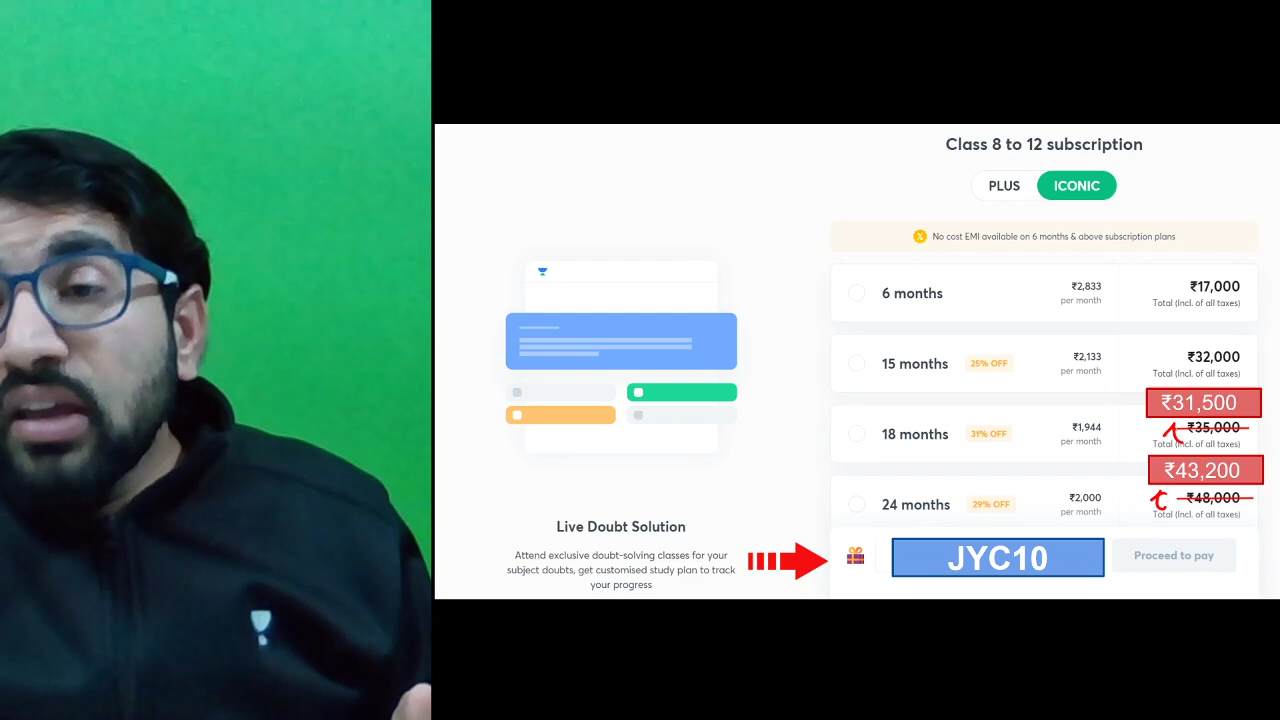 Class 8 to 12 subscription
PLUS ICONIC
No cost EMI available on 6 months & above subscription plans
6 months ₹2,833 per month ₹17,000 Total (Incl. of all taxes)
15 months 25% OFF ₹2,133 per month ₹32,000 Total (Incl. of all taxes)
₹31,500
18 months 31% OFF ₹1,944 per month ₹35,000 Total (Incl. of all taxes)
₹43,200
24 months 29% OFF ₹2,000 per month ₹48,000 Total (Incl. of all taxes)
JYC10 Proceed to pay
Live Doubt Solution
Attend exclusive doubt-solving classes for your
subject doubts, get customised study plan to track
your progress